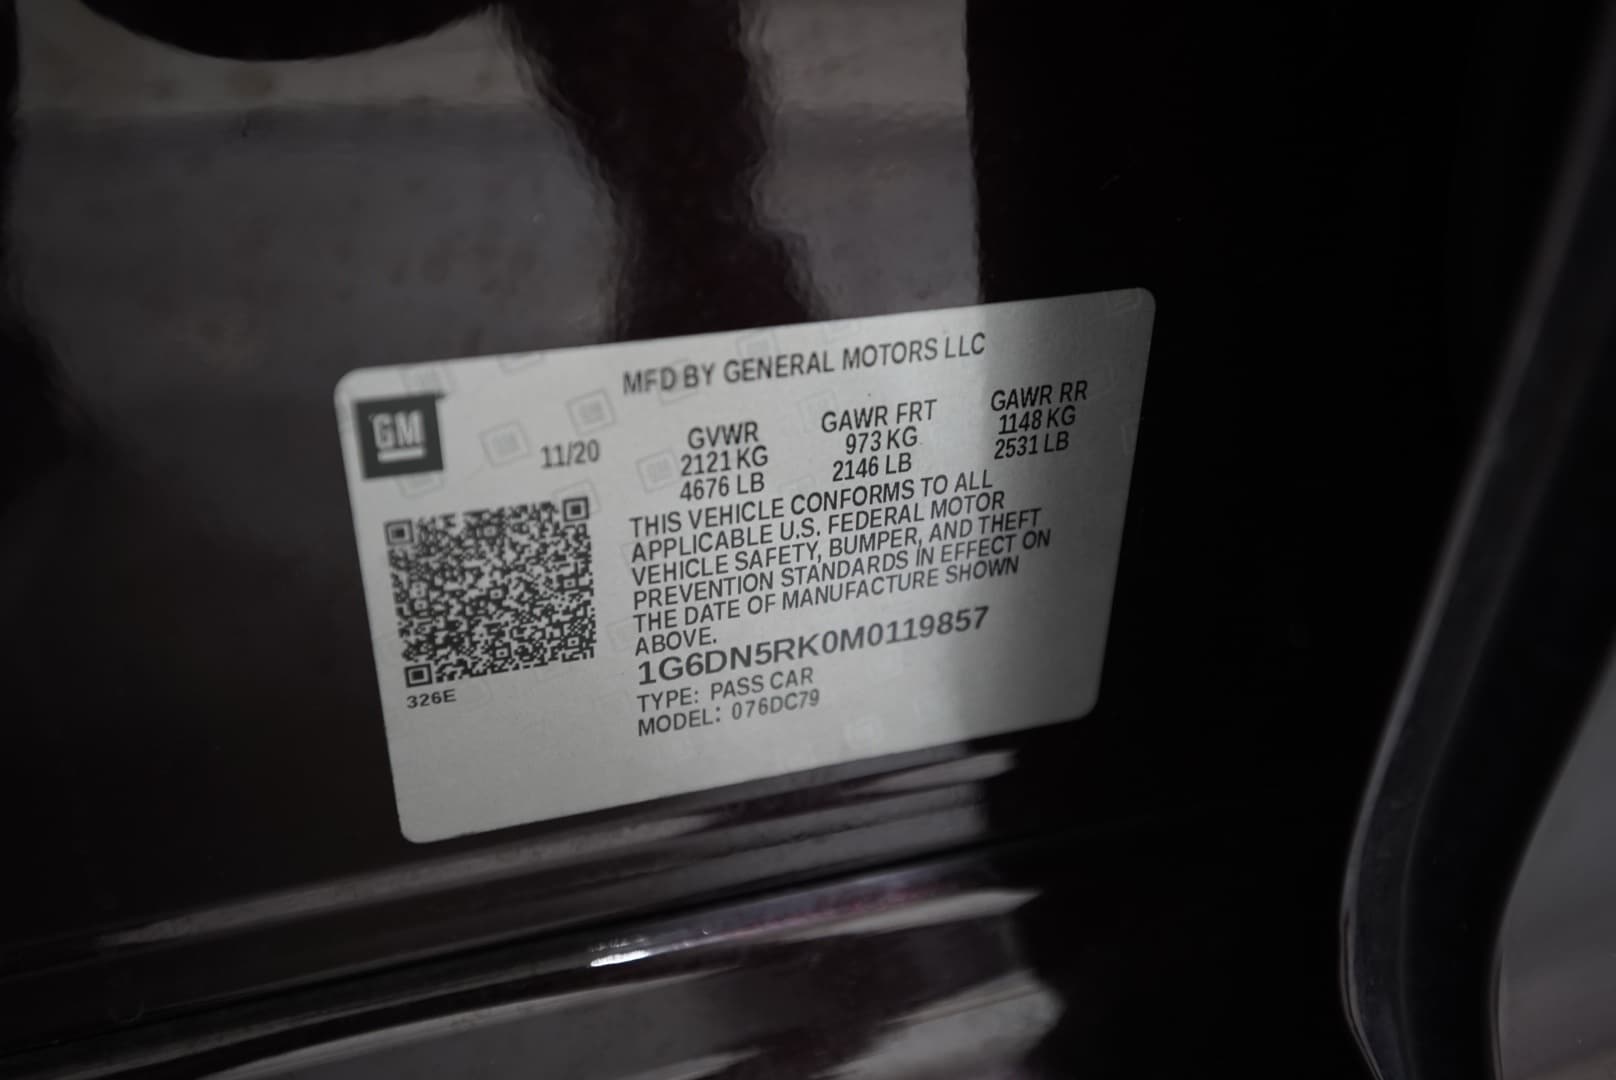 MFD BY GENERAL MOTORS LLC
GM
11/20
GVWR
2121 KG
4676 LB
GAWR FRT
973 KG
2146 LB
GAWR RR
1148 KG
2531 LB
THIS VEHICLE CONFORMS TO ALL
APPLICABLE U.S. FEDERAL MOTOR
VEHICLE SAFETY, BUMPER, AND THEFT
PREVENTION STANDARDS IN EFFECT ON
THE DATE OF MANUFACTURE SHOWN
ABOVE.
1G6DN5RK0M0119857
TYPE: PASS CAR
MODEL: 076DC79
326E